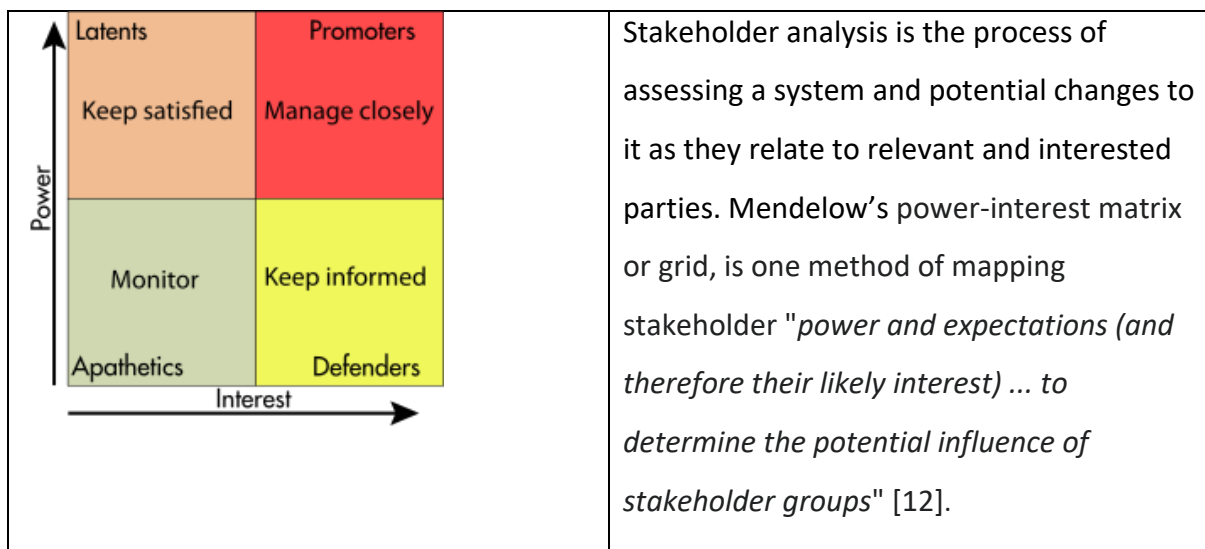 Latents
Promoters
Keep satisfied
Manage closely
Power
Monitor
Keep informed
Apathetics
Defenders
Interest
Stakeholder analysis is the process of
assessing a system and potential changes to
it as they relate to relevant and interested
parties. Mendelow’s power-interest matrix
or grid, is one method of mapping
stakeholder "power and expectations (and
therefore their likely interest) ... to
determine the potential influence of
stakeholder groups" [12].